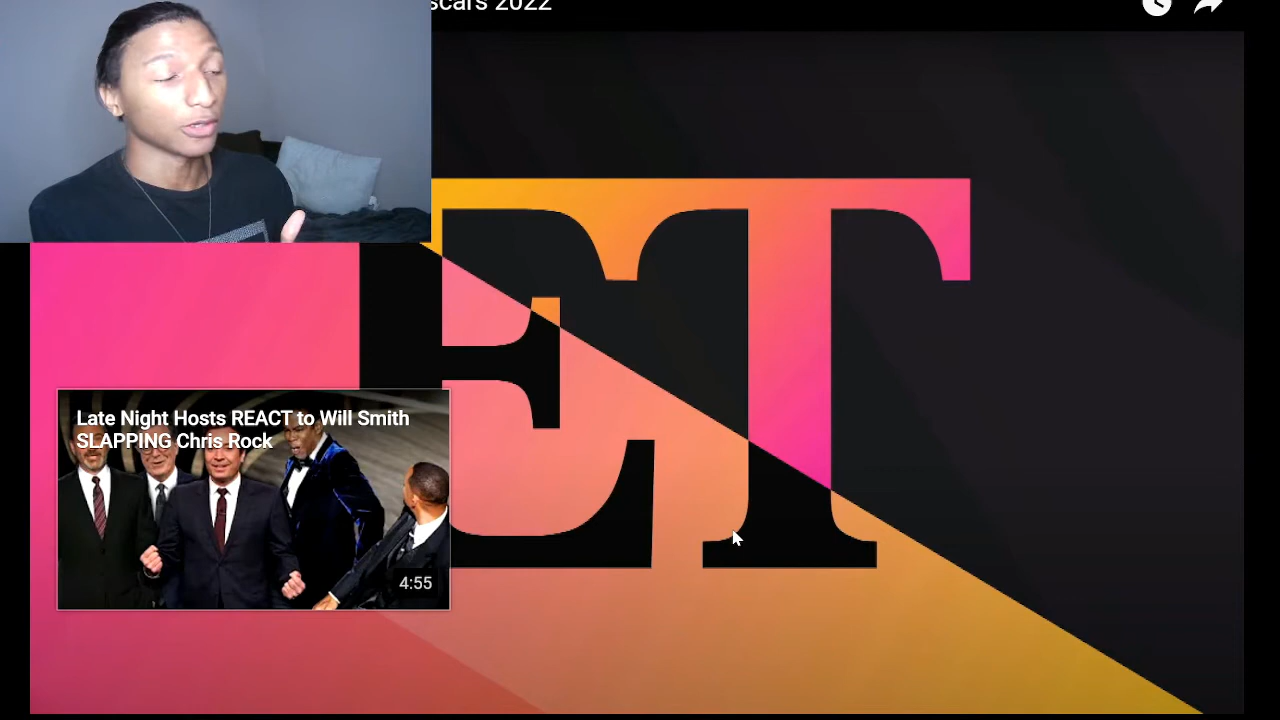 scars 2022
ET
Late Night Hosts REACT to Will Smith
SLAPPING Chris Rock
4:55